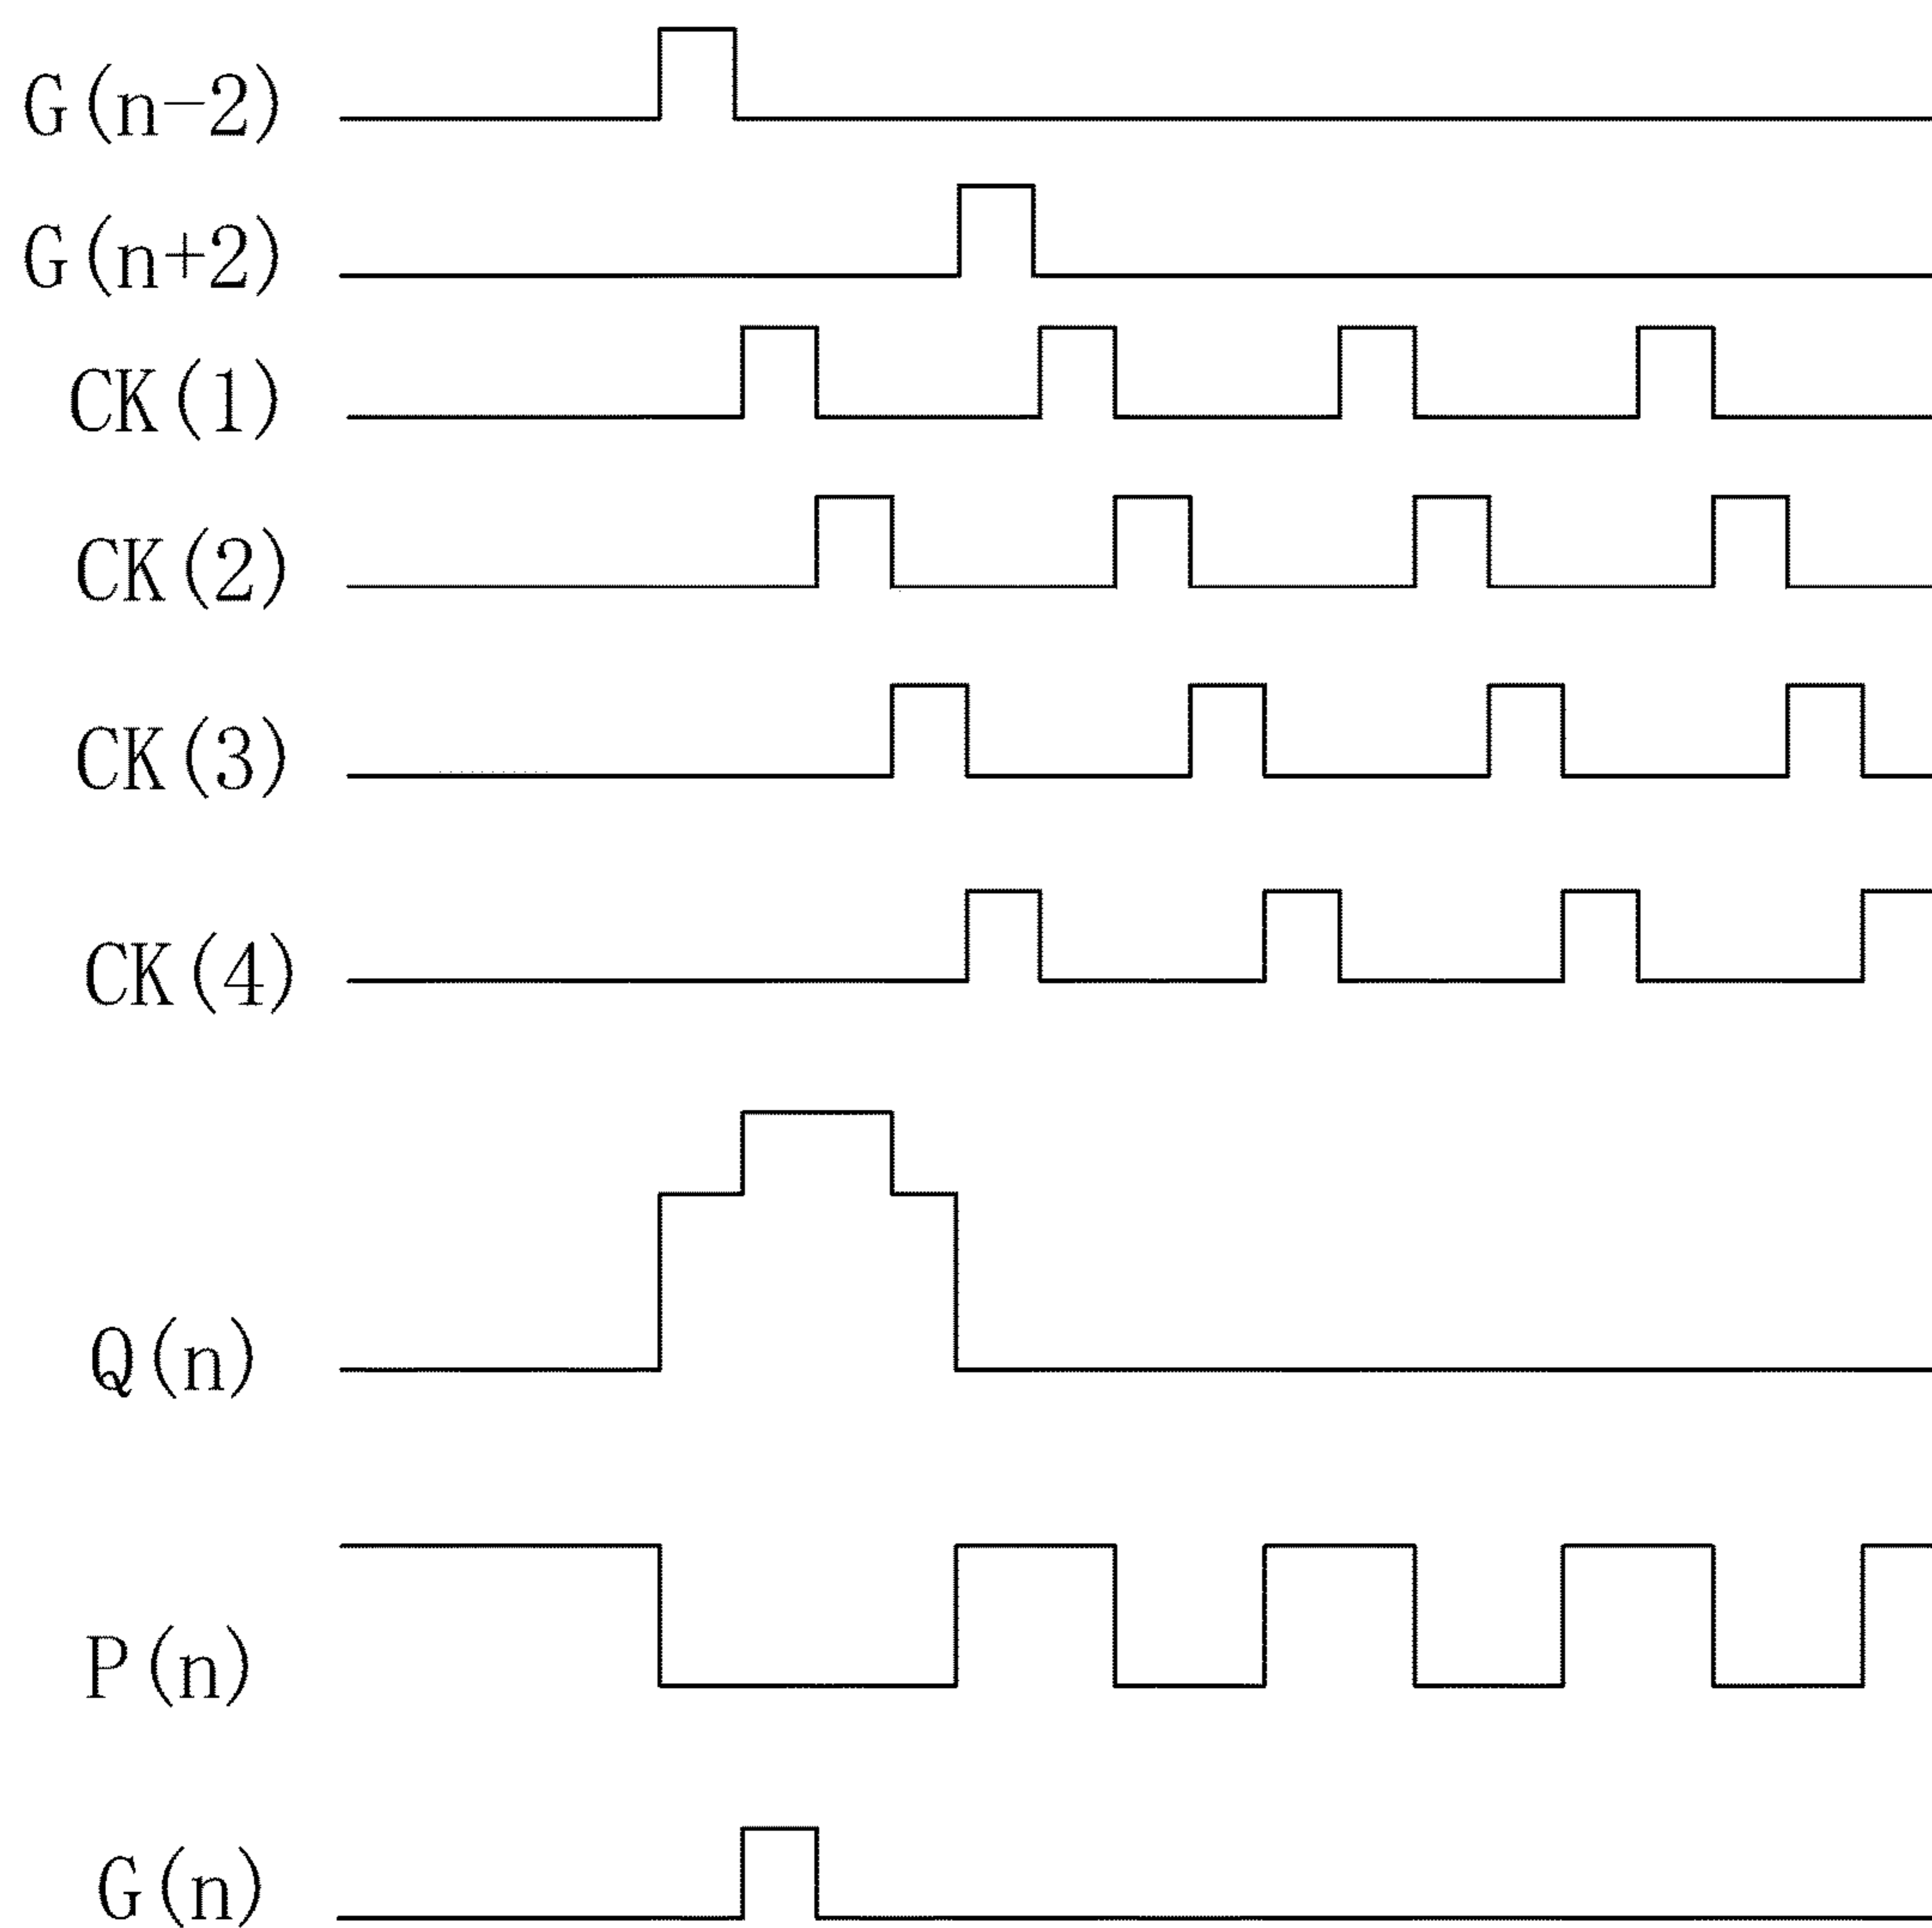 G(n-2)
G(n+2)
CK(1)
CK(2)
CK(3)
CK(4)
Q(n)
P(n)
G(n)